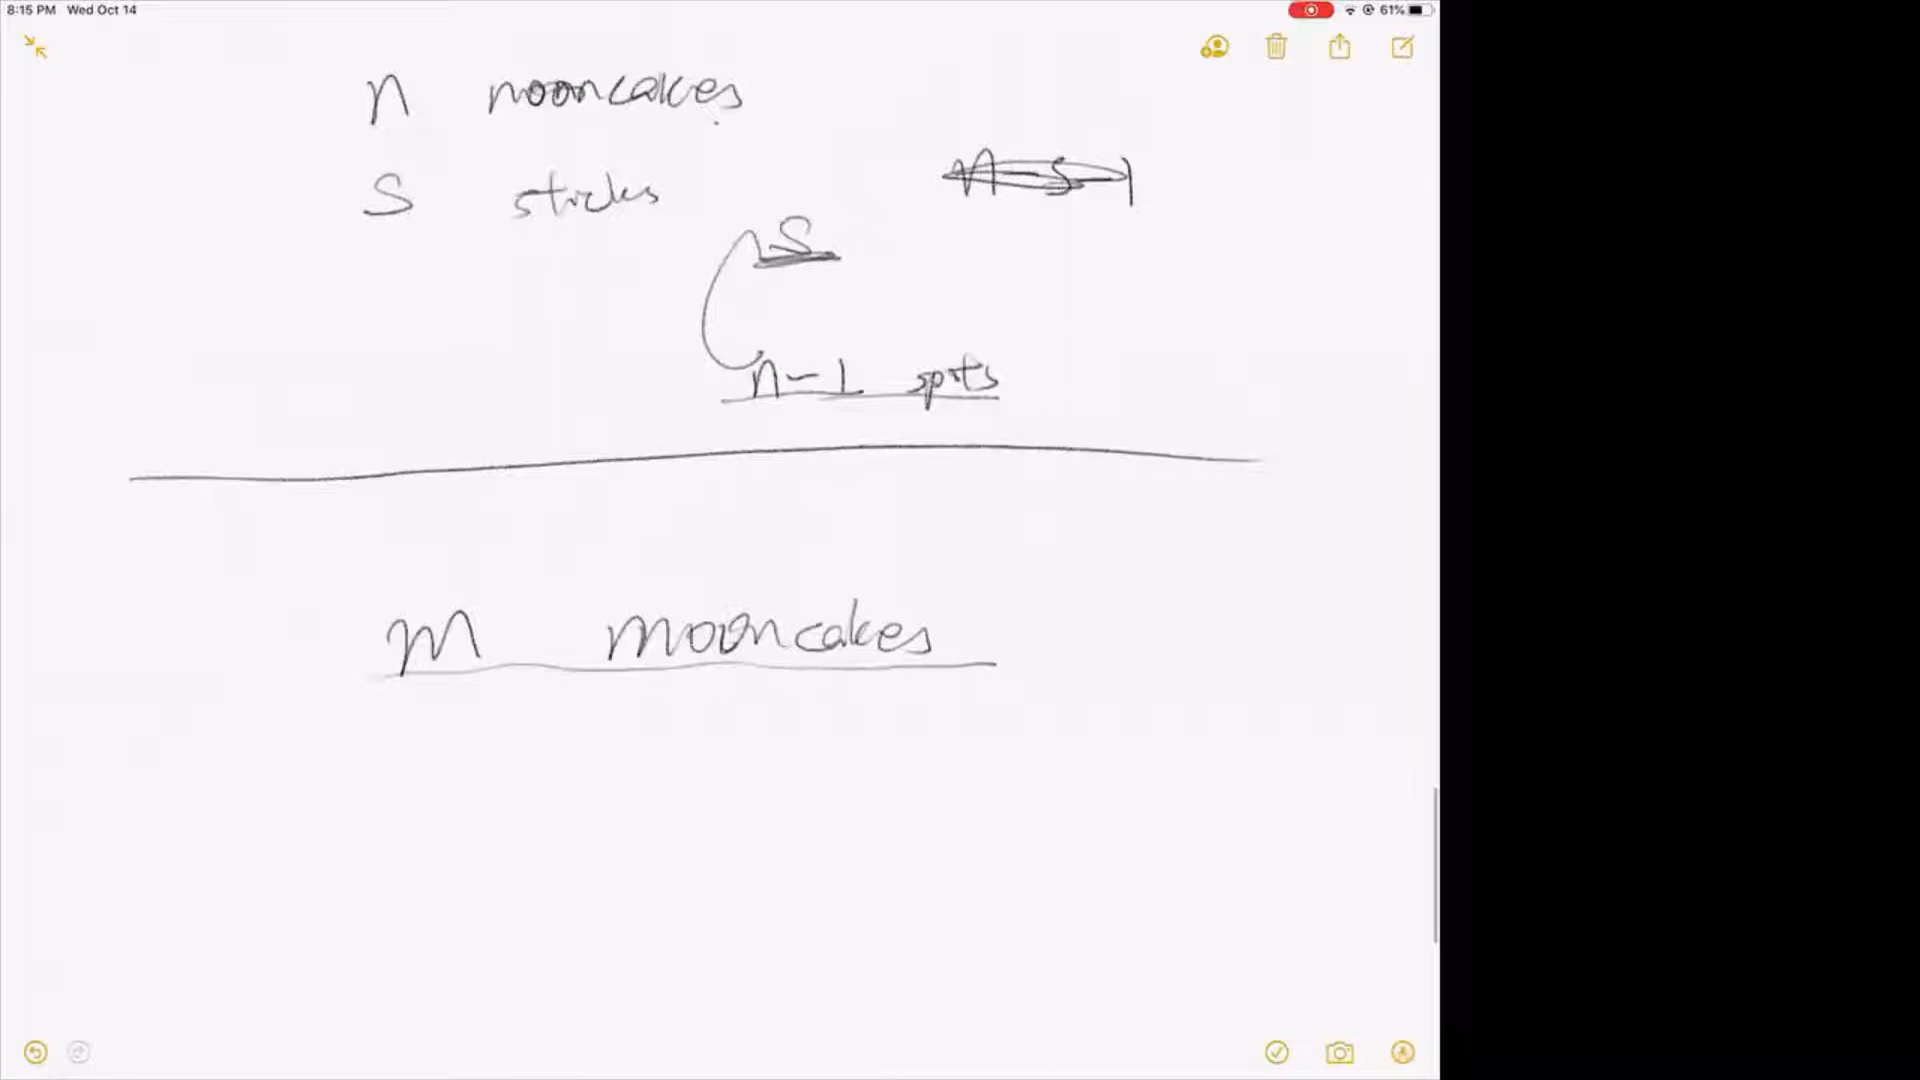 8:15 PM Wed Oct 14
61%
n mooncakes
n-s-1
S sticks
S
n-1 spots
m mooncakes